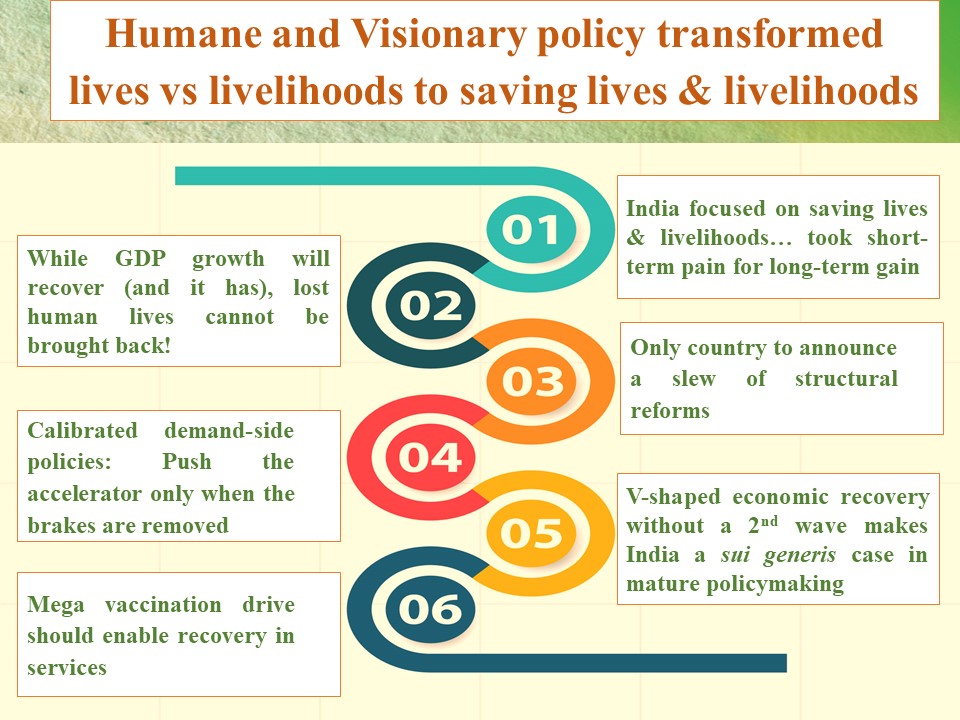 Humane and Visionary policy transformed
lives vs livelihoods to saving lives & livelihoods
01
India focused on saving lives
& livelihoods… took short-
term pain for long-term gain
02
While GDP growth will
recover (and it has), lost
human lives cannot be
brought back!
03
Only country to announce
a slew of structural
reforms
04
Calibrated demand-side
policies: Push the
accelerator only when the
brakes are removed
05
V-shaped economic recovery
without a 2nd wave makes
India a sui generis case in
mature policymaking
06
Mega vaccination drive
should enable recovery in
services